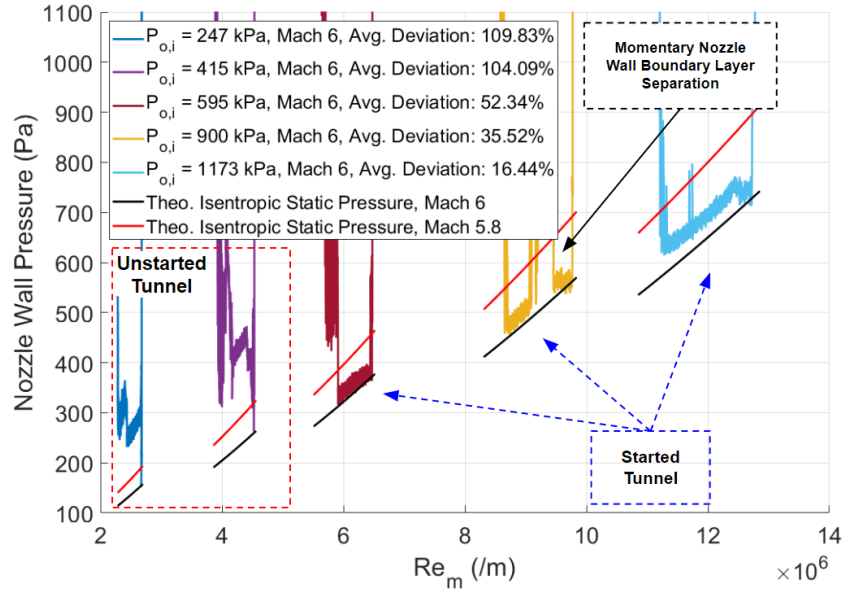 P_o,i = 247 kPa, Mach 6, Avg. Deviation: 109.83%
P_o,i = 415 kPa, Mach 6, Avg. Deviation: 104.09%
P_o,i = 595 kPa, Mach 6, Avg. Deviation: 52.34%
P_o,i = 900 kPa, Mach 6, Avg. Deviation: 35.52%
P_o,i = 1173 kPa, Mach 6, Avg. Deviation: 16.44%
Theo. Isentropic Static Pressure, Mach 6
Theo. Isentropic Static Pressure, Mach 5.8
Momentary Nozzle
Wall Boundary Layer
Separation
Unstarted
Tunnel
Started
Tunnel
Nozzle Wall Pressure (Pa)
1100
1000
900
800
700
600
500
400
300
200
100
2 4 6 8 10 12 14
Re_m (/m)
×10^6